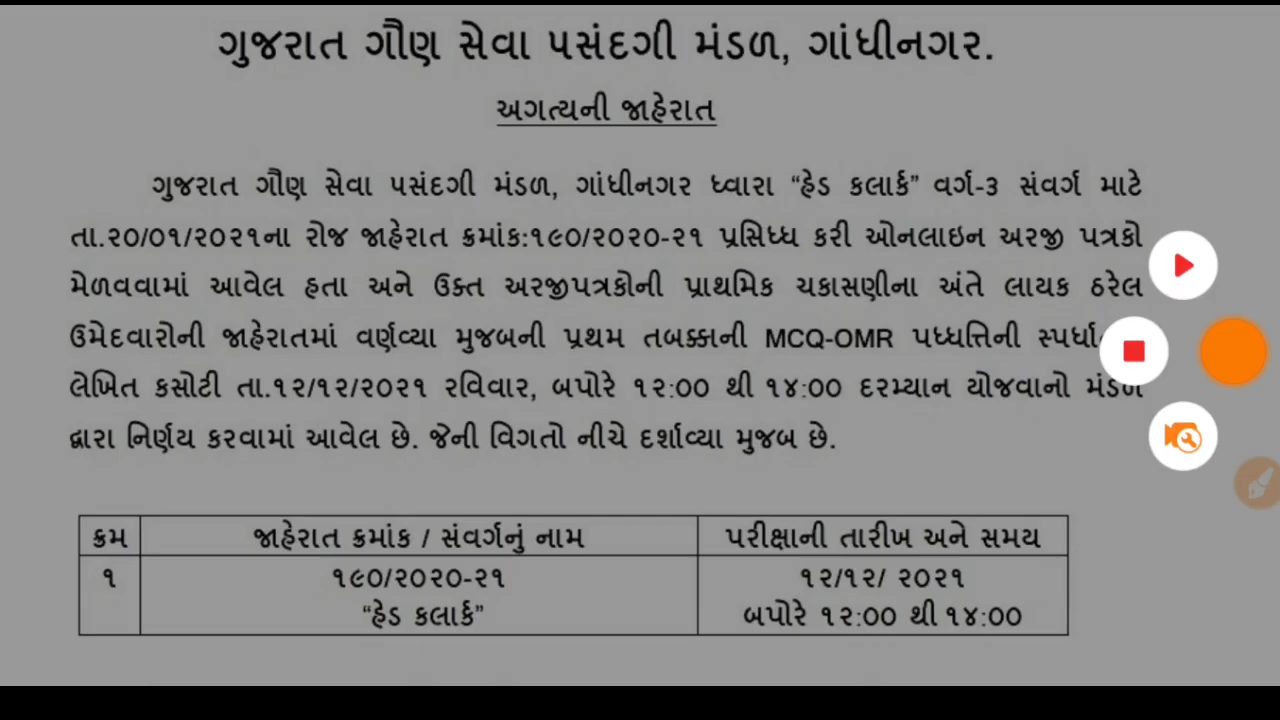 ગુજરાત ગૌણ સેવા પસંદગી મંડળ, ગાંધીનગર.
અગત્યની જાહેરાત
ગુજરાત ગૌણ સેવા પસંદગી મંડળ, ગાંધીનગર ધ્વારા “હેડ કલાર્ક” વર્ગ-૩ સંવર્ગ માટે
તા.૨૦/૦૧/૨૦૨૧ના રોજ જાહેરાત ક્રમાંક:૧૯૦/૨૦૨૦-૨૧ પ્રસિધ્ધ કરી ઓનલાઇન અરજી પત્રકો
મેળવવામાં આવેલ હતા અને ઉક્ત અરજીપત્રકોની પ્રાથમિક ચકાસણીના અંતે લાયક ઠરેલ
ઉમેદવારોની જાહેરાતમાં વર્ણવ્યા મુજબની પ્રથમ તબક્કાની MCQ-OMR પધ્ધત્તિની
લેખિત કસોટી તા.૧૨/૧૨/૨૦૨૧ રવિવાર, બપોરે ૧૨:૦૦ થી ૧૪:૦૦ દરમ્યાન યોજવાનો મંડળ
દ્વારા નિર્ણય કરવામાં આવેલ છે. જેની વિગતો નીચે દર્શાવ્યા મુજબ છે.
ક્રમ જાહેરાત ક્રમાંક / સંવર્ગનું નામ પરીક્ષાની તારીખ અને સમય
૧ ૧૯૦/૨૦૨૦-૨૧ ૧૨/૧૨/ ૨૦૨૧
“હેડ કલાર્ક” બપોરે ૧૨:૦૦ થી ૧૪:૦૦